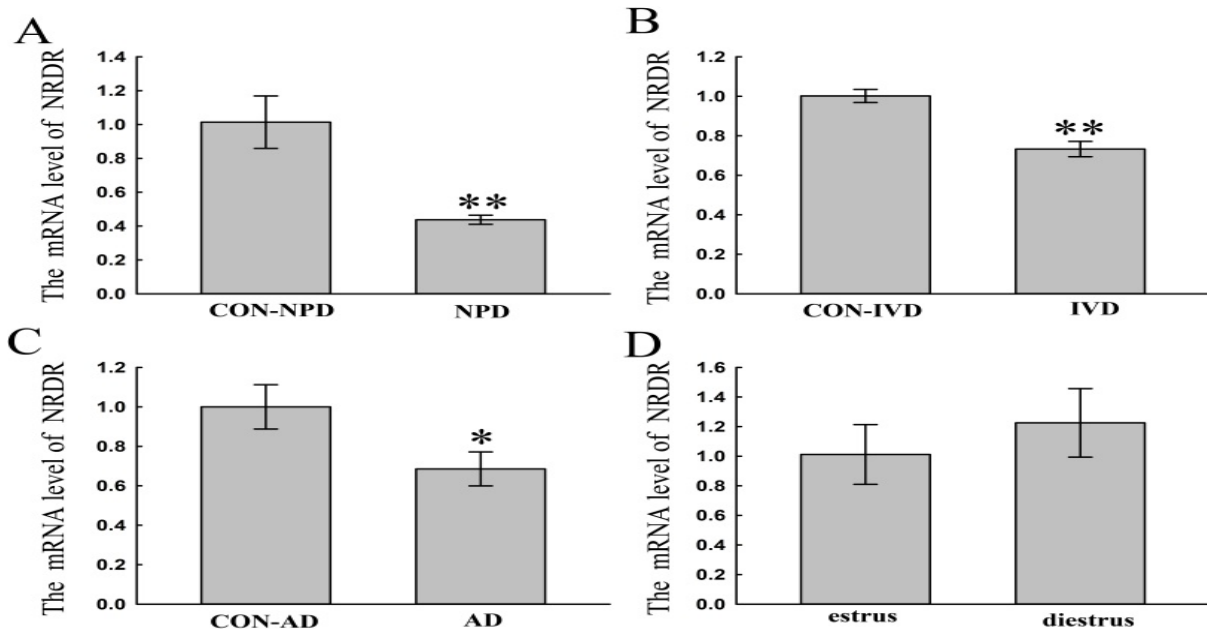 A
The mRNA level of NRDR
1.4
1.2
1.0
0.8
0.6
0.4
0.2
0.0
**
CON-NPD NPD
B
The mRNA level of NRDR
1.2
1.0
0.8
0.6
0.4
0.2
0.0
**
CON-IVD IVD
C
The mRNA level of NRDR
1.2
1.0
0.8
0.6
0.4
0.2
0.0
*
CON-AD AD
D
The mRNA level of NRDR
1.6
1.4
1.2
1.0
0.8
0.6
0.4
0.2
0.0
estrus diestrus